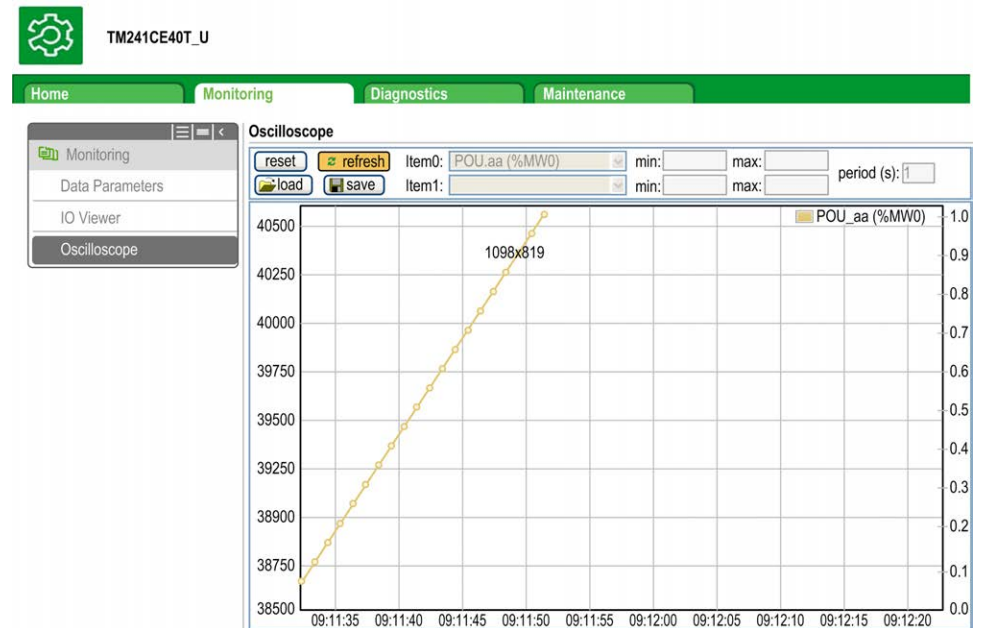 TM241CE40T_U
Home Monitoring Diagnostics Maintenance
Monitoring
Data Parameters
IO Viewer
Oscilloscope
Oscilloscope
reset refresh Item0: POU.aa (%MW0) min: max: period (s): 1
load save Item1: min: max:
POU_aa (%MW0)
1098x819
40500
40250
40000
39750
39500
39250
38900
38750
38500
1.0
0.9
0.8
0.7
0.6
0.5
0.4
0.3
0.2
0.1
0.0
09:11:35 09:11:40 09:11:45 09:11:50 09:11:55 09:12:00 09:12:05 09:12:10 09:12:15 09:12:20